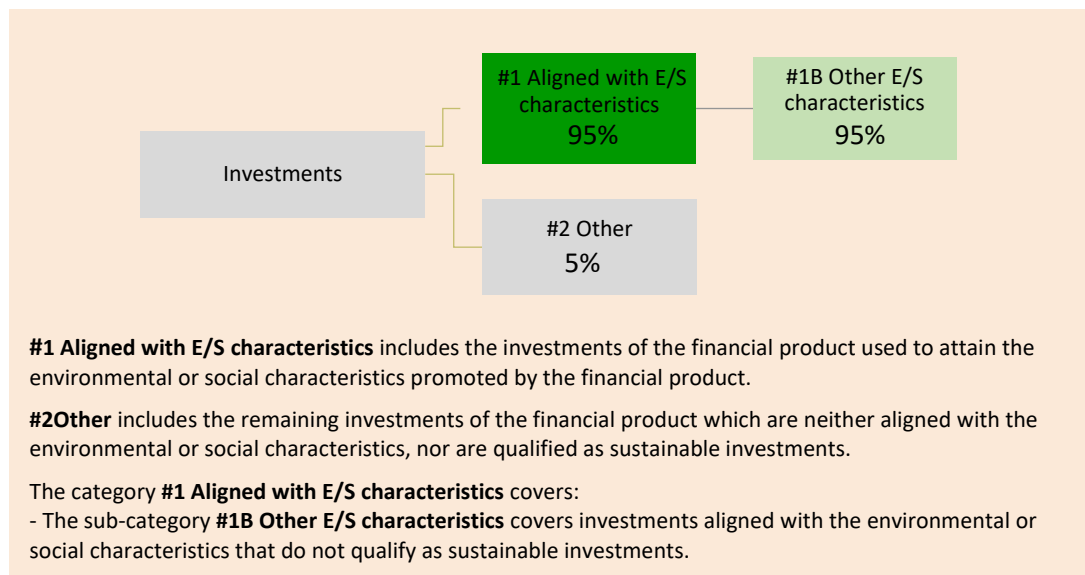 #1 Aligned with E/S
characteristics
95%
#1B Other E/S
characteristics
95%
Investments
#2 Other
5%
#1 Aligned with E/S characteristics includes the investments of the financial product used to attain the
environmental or social characteristics promoted by the financial product.
#2Other includes the remaining investments of the financial product which are neither aligned with the
environmental or social characteristics, nor are qualified as sustainable investments.
The category #1 Aligned with E/S characteristics covers:
- The sub-category #1B Other E/S characteristics covers investments aligned with the environmental or
social characteristics that do not qualify as sustainable investments.